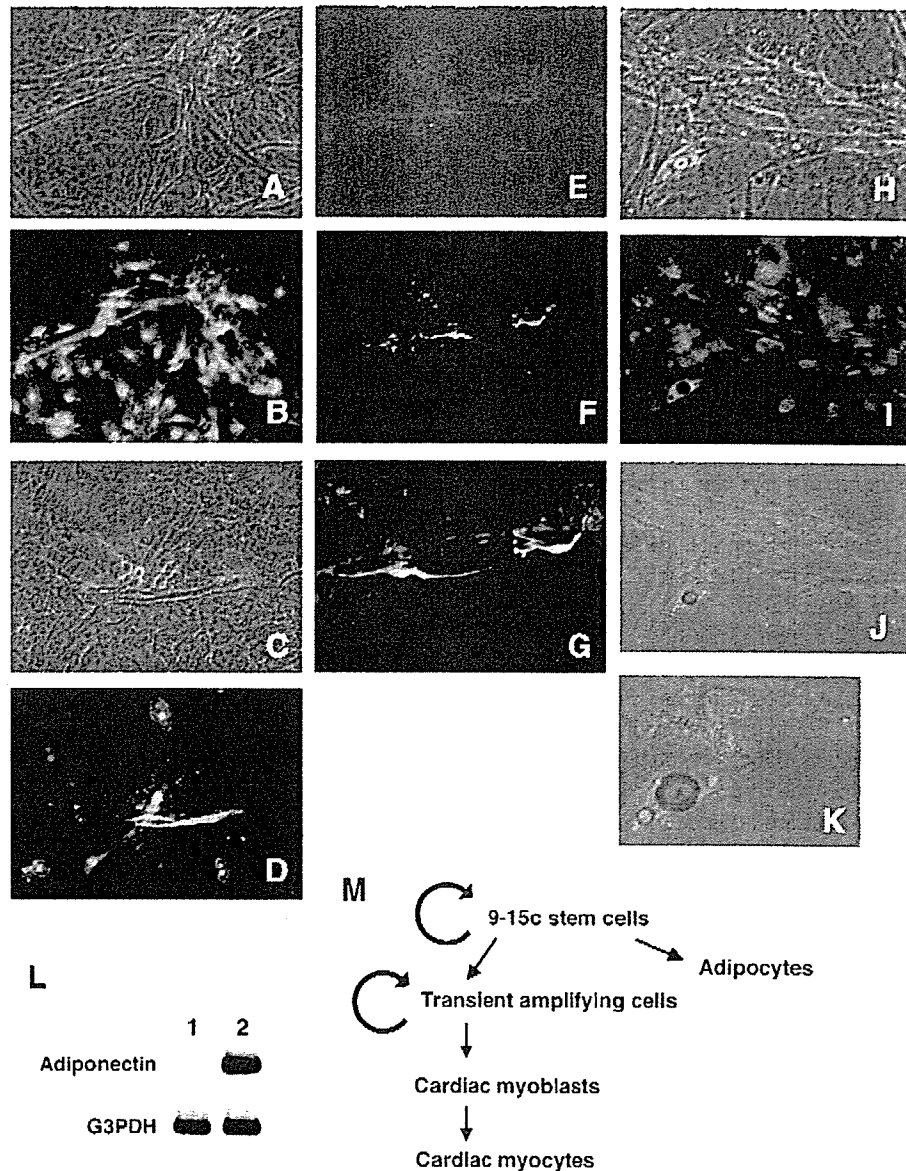 A
E
H
B
F
I
C
G
J
D
K
M
9-15c stem cells
Adipocytes
Transient amplifying cells
Cardiac myoblasts
Cardiac myocytes
L
1 2
Adiponectin
G3PDH